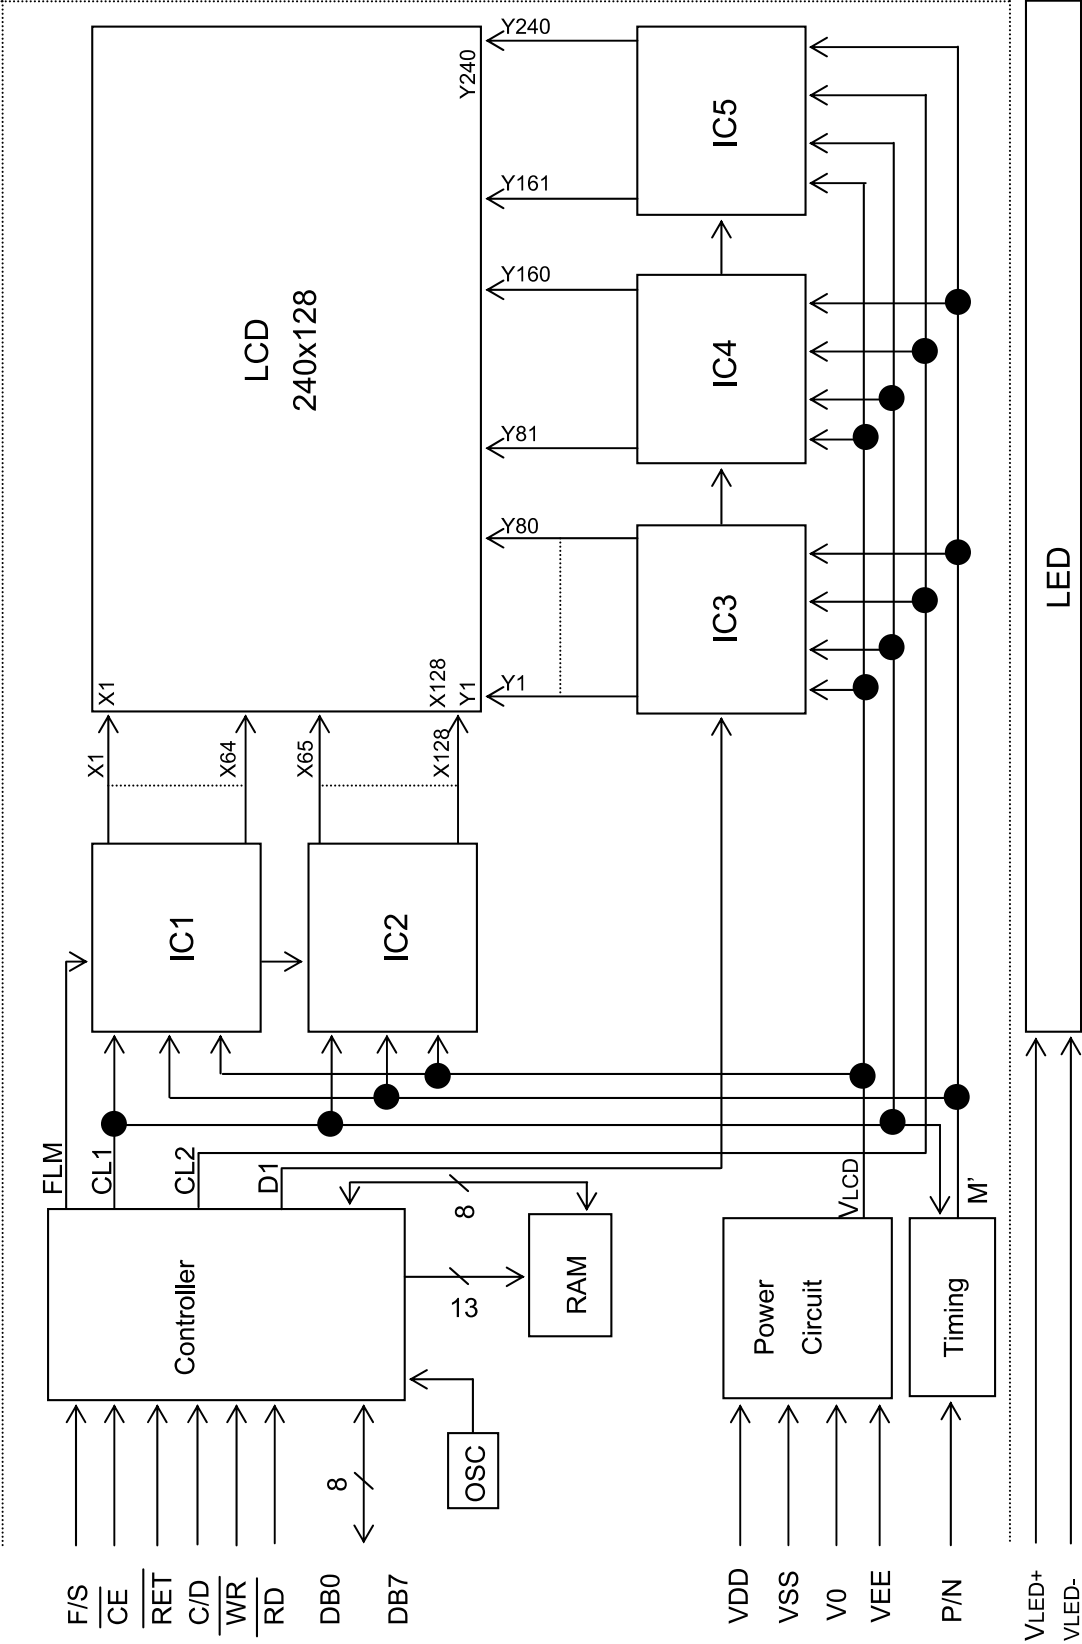 F/S
CE
RET
C/D
WR
RD
DB0
DB7
8
OSC
Controller
FLM
CL1
CL2
D1
8
13
RAM
IC1
IC2
X1
X64
X65
X128
X1
X128
Y1
Y240
LCD
240x128
Y1
Y80
Y81
Y160
Y161
Y240
IC3
IC4
IC5
VDD
VSS
V0
VEE
Power
Circuit
VLCD
P/N
Timing
M'
VLED+
VLED-
LED